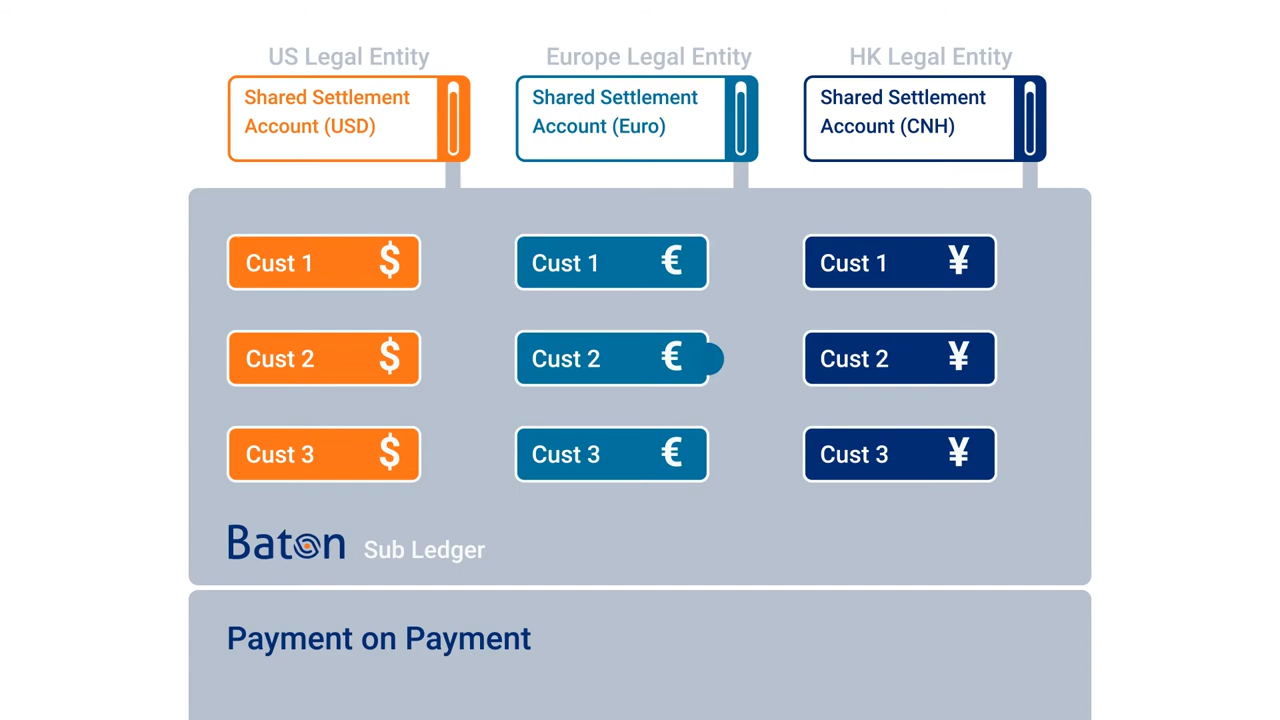 US Legal Entity
Europe Legal Entity
HK Legal Entity
Shared Settlement
Account (USD)
Shared Settlement
Account (Euro)
Shared Settlement
Account (CNH)
Cust 1 $
Cust 1 €
Cust 1 ¥
Cust 2 $
Cust 2 €
Cust 2 ¥
Cust 3 $
Cust 3 €
Cust 3 ¥
Baton Sub Ledger
Payment on Payment